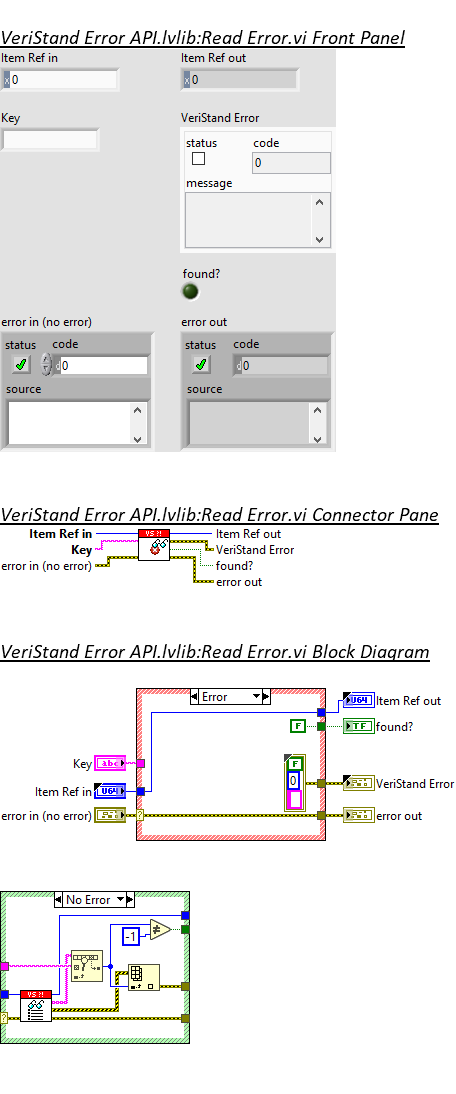 VeriStand Error API.lvlib:Read Error.vi Front Panel
Item Ref in
Item Ref out
x 0
x 0
Key
VeriStand Error
status
code
0
message
found?
error in (no error)
error out
status
code
d 0
status
code
d 0
source
source
VeriStand Error API.lvlib:Read Error.vi Connector Pane
Item Ref in
VS ?!
Item Ref out
Key
VeriStand Error
error in (no error)
found?
error out
VeriStand Error API.lvlib:Read Error.vi Block Diagram
Error
U64
Item Ref out
F
TF
found?
Key
abc
F
0
VeriStand Error
Item Ref in
U64
error in (no error)
?
error out
No Error
-1
≠
VS ?!
?